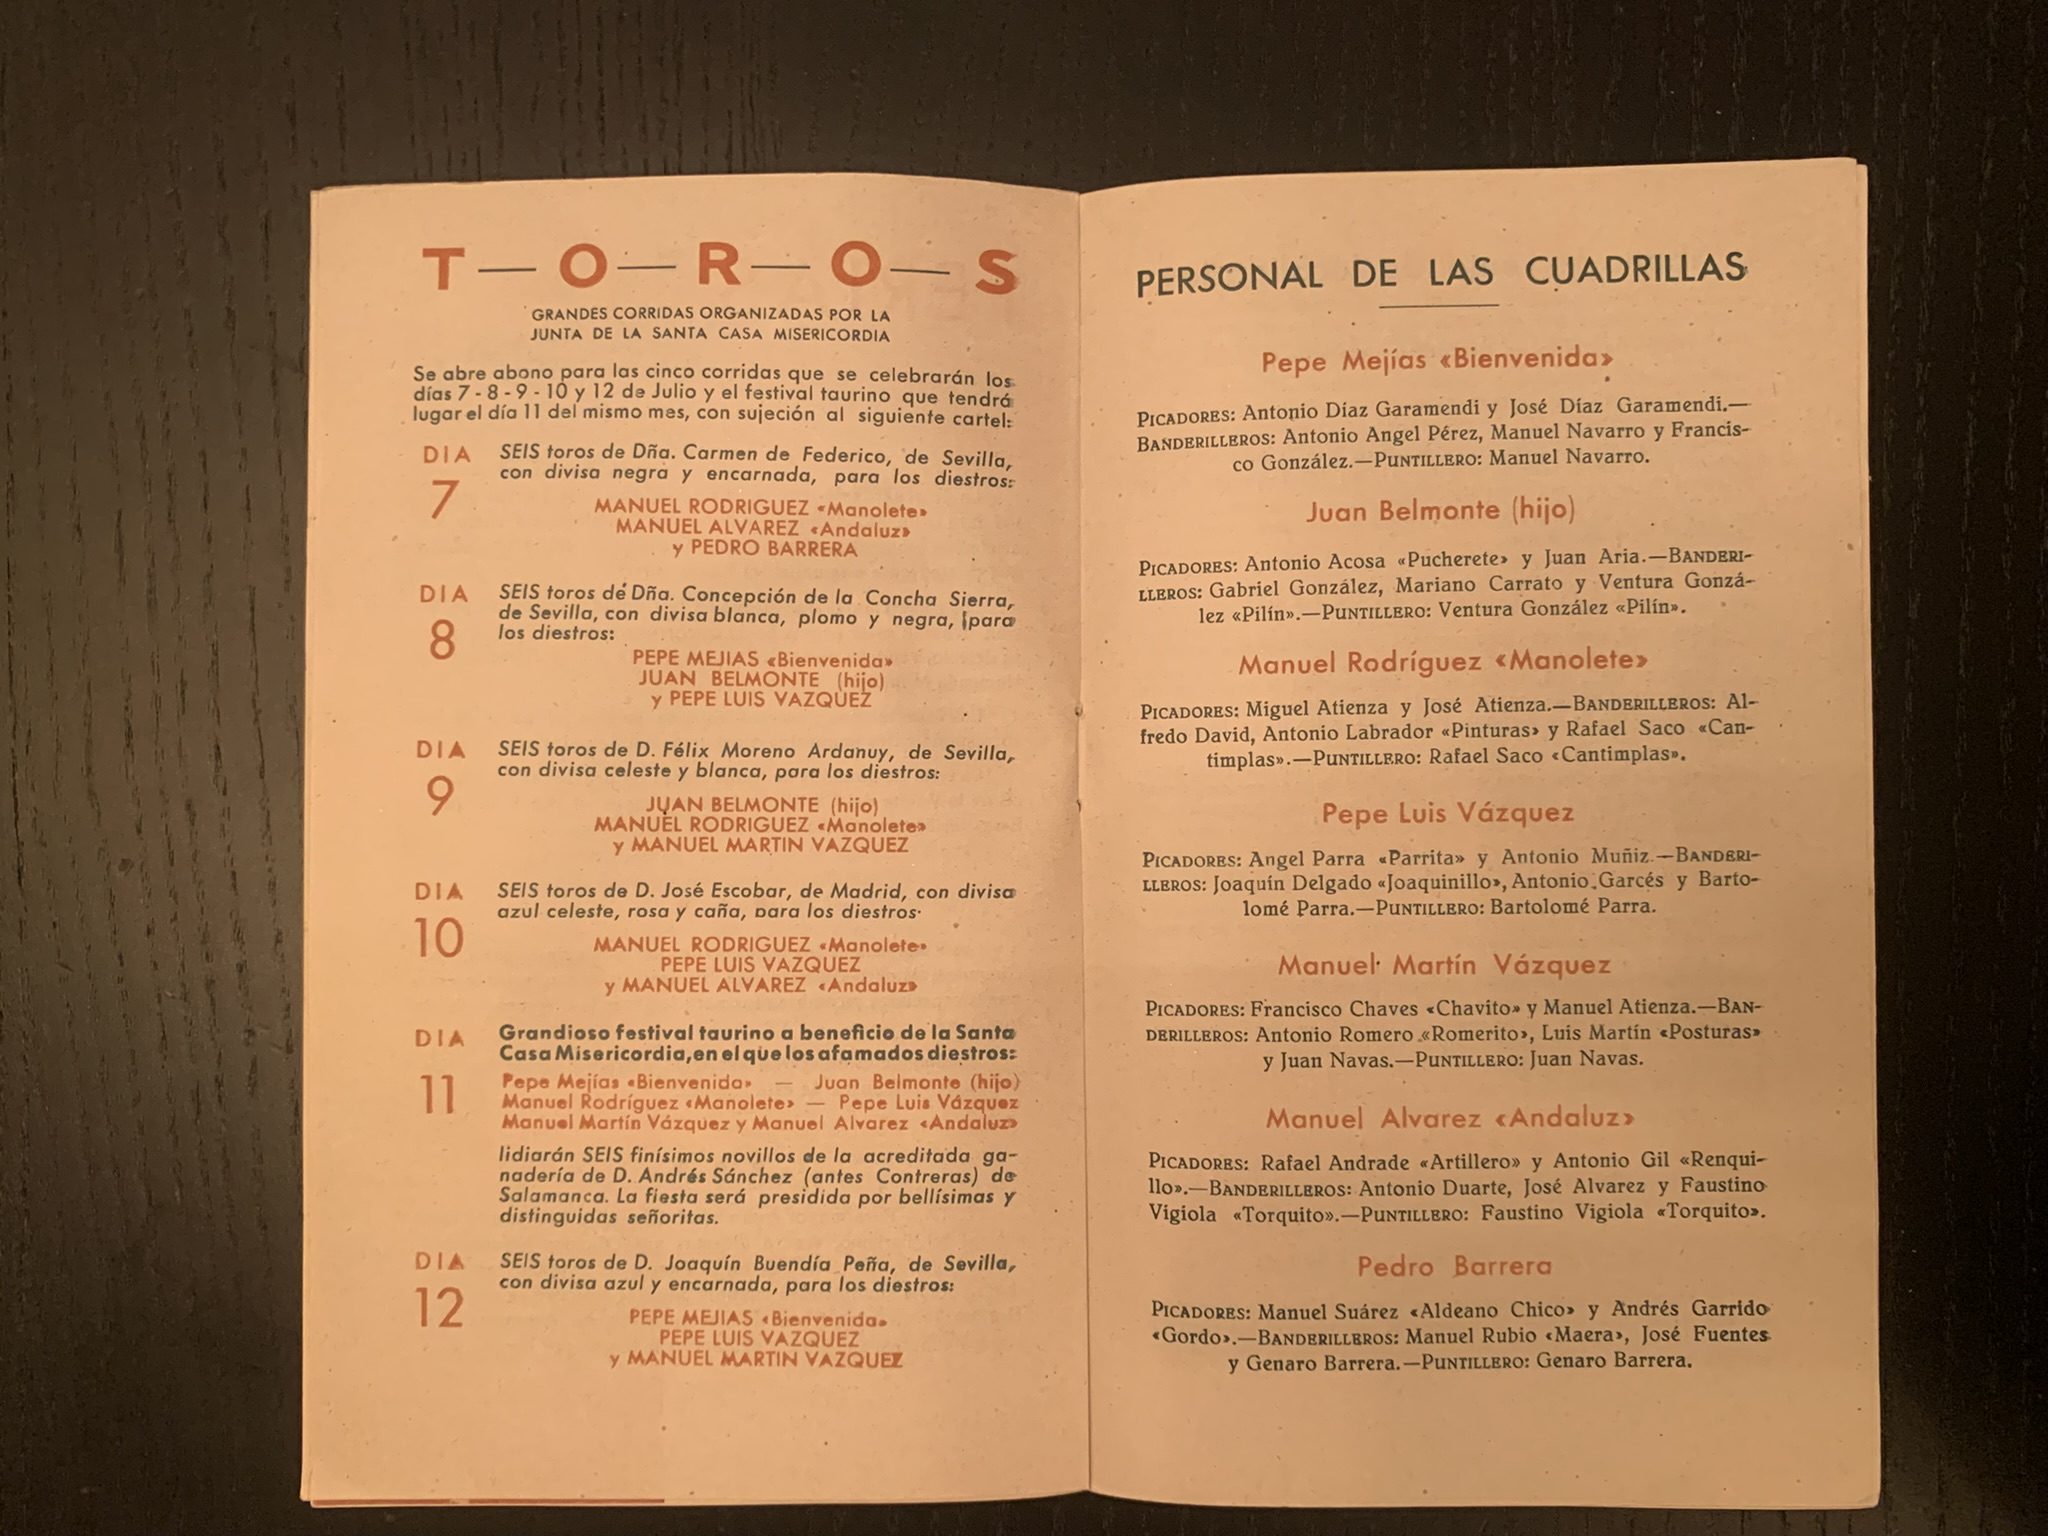 T—O—R—O—S
GRANDES CORRIDAS ORGANIZADAS POR LA
JUNTA DE LA SANTA CASA MISERICORDIA
Se abre abono para las cinco corridas que se celebrarán los
días 7 - 8 - 9 - 10 y 12 de Julio y el festival taurino que tendrá
lugar el día 11 del mismo mes, con sujeción al siguiente cartel:
DIA
7
SEIS toros de Dña. Carmen de Federico, de Sevilla,
con divisa negra y encarnada, para los diestros:
MANUEL RODRIGUEZ «Manolete»
MANUEL ALVAREZ «Andaluz»
y PEDRO BARRERA
DIA
8
SEIS toros de Dña. Concepción de la Concha Sierra,
de Sevilla, con divisa blanca, plomo y negra, para
los diestros:
PEPE MEJIAS «Bienvenida»
JUAN BELMONTE (hijo)
y PEPE LUIS VAZQUEZ
DIA
9
SEIS toros de D. Félix Moreno Ardanuy, de Sevilla,
con divisa celeste y blanca, para los diestros:
JUAN BELMONTE (hijo)
MANUEL RODRIGUEZ «Manolete»
y MANUEL MARTIN VAZQUEZ
DIA
10
SEIS toros de D. José Escobar, de Madrid, con divisa
azul celeste, rosa y caña, para los diestros·
MANUEL RODRIGUEZ «Manolete»
PEPE LUIS VAZQUEZ
y MANUEL ALVAREZ «Andaluz»
DIA
11
Grandioso festival taurino a beneficio de la Santa
Casa Misericordia, en el que los afamados diestros:
Pepe Mejías «Bienvenida» — Juan Belmonte (hijo)
Manuel Rodríguez «Manolete» — Pepe Luis Vázquez
Manuel Martín Vázquez y Manuel Alvarez «Andaluz»
lidiarán SEIS finísimos novillos de la acreditada ga-
nadería de D. Andrés Sánchez (antes Contreras) de
Salamanca. La fiesta será presidida por bellísimas y
distinguidas señoritas.
DIA
12
SEIS toros de D. Joaquín Buendía Peña, de Sevilla,
con divisa azul y encarnada, para los diestros:
PEPE MEJIAS «Bienvenida»
PEPE LUIS VAZQUEZ
y MANUEL MARTIN VAZQUEZ
PERSONAL DE LAS CUADRILLAS
Pepe Mejías «Bienvenida»
PICADORES: Antonio Díaz Garamendi y José Díaz Garamendi.—
BANDERILLEROS: Antonio Angel Pérez, Manuel Navarro y Francis-
co González.—PUNTILLERO: Manuel Navarro.
Juan Belmonte (hijo)
PICADORES: Antonio Acosa «Pucherete» y Juan Aria.—BANDERI-
LLEROS: Gabriel González, Mariano Carrato y Ventura Gonzá-
lez «Pilín».—PUNTILLERO: Ventura González «Pilín».
Manuel Rodríguez «Manolete»
PICADORES: Miguel Atienza y José Atienza.—BANDERILLEROS: Al-
fredo David, Antonio Labrador «Pinturas» y Rafael Saco «Can-
timplas».—PUNTILLERO: Rafael Saco «Cantimplas».
Pepe Luis Vázquez
PICADORES: Angel Parra «Parrita» y Antonio Muñiz.—BANDERI-
LLEROS: Joaquín Delgado «Joaquinillo», Antonio Garcés y Barto-
lomé Parra.—PUNTILLERO: Bartolomé Parra.
Manuel Martín Vázquez
PICADORES: Francisco Chaves «Chavito» y Manuel Atienza.—BAN-
DERILLEROS: Antonio Romero «Romerito», Luis Martín «Posturas»
y Juan Navas.—PUNTILLERO: Juan Navas.
Manuel Alvarez «Andaluz»
PICADORES: Rafael Andrade «Artillero» y Antonio Gil «Renqui-
llo».—BANDERILLEROS: Antonio Duarte, José Alvarez y Faustino
Vigiola «Torquito».—PUNTILLERO: Faustino Vigiola «Torquito».
Pedro Barrera
PICADORES: Manuel Suárez «Aldeano Chico» y Andrés Garrido
«Gordo».—BANDERILLEROS: Manuel Rubio «Maera», José Fuentes
y Genaro Barrera.—PUNTILLERO: Genaro Barrera.